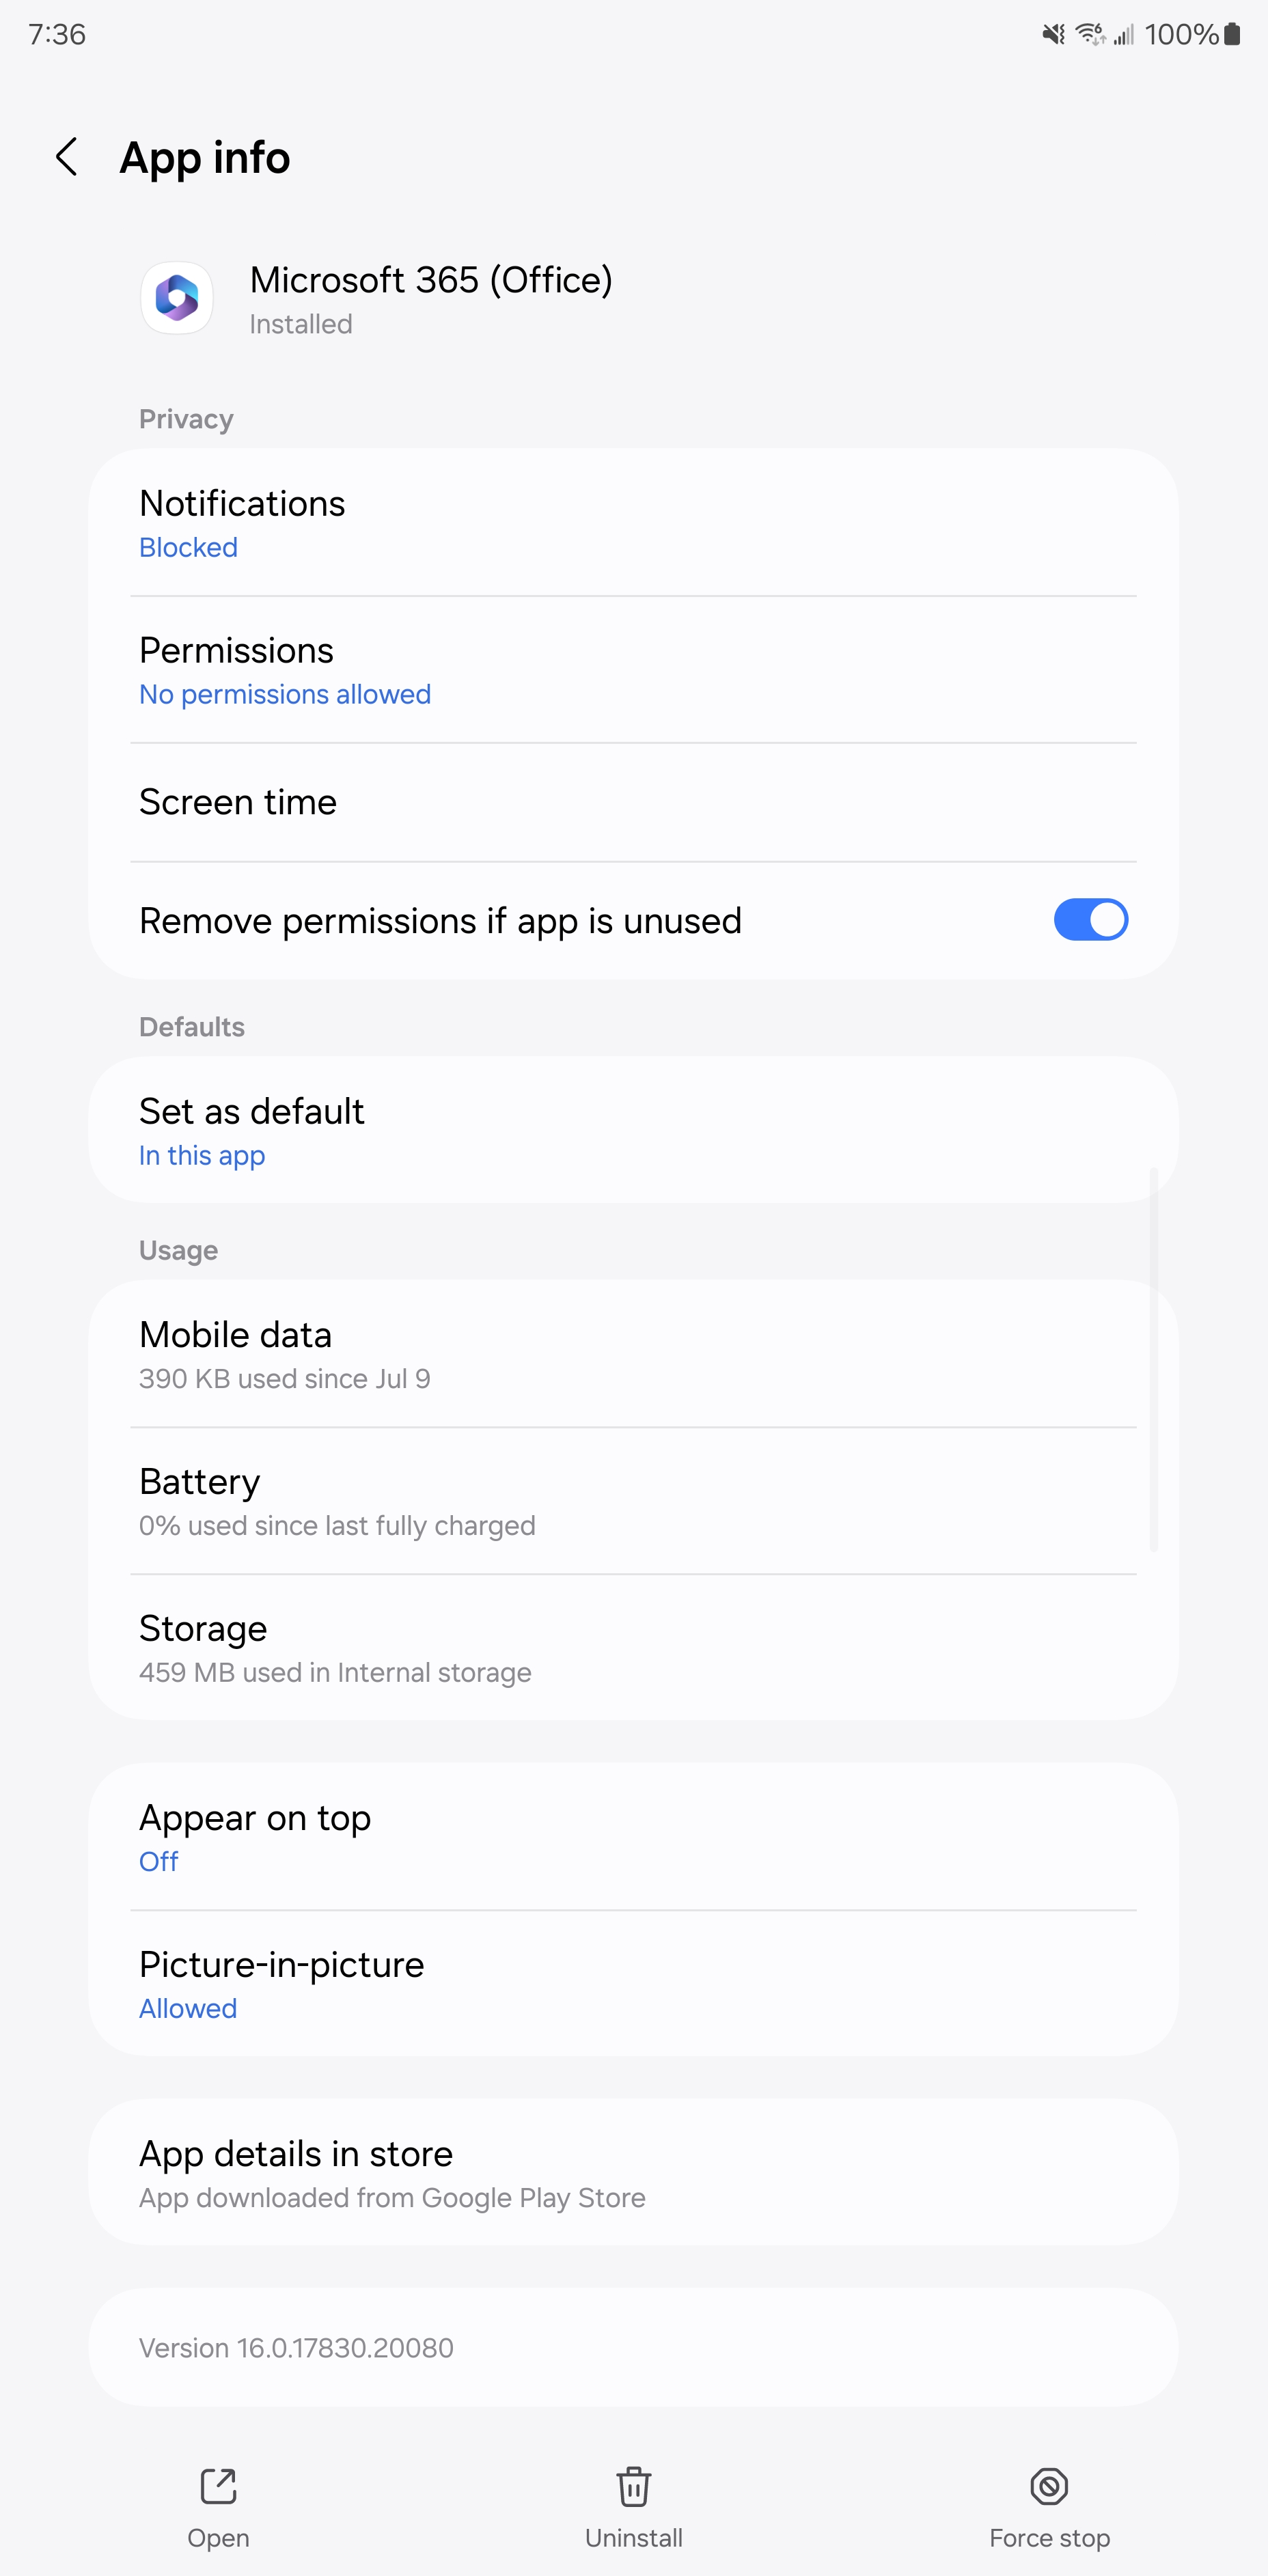 7:36
100%
App info
Microsoft 365 (Office)
Installed
Privacy
Notifications
Blocked
Permissions
No permissions allowed
Screen time
Remove permissions if app is unused
Defaults
Set as default
In this app
Usage
Mobile data
390 KB used since Jul 9
Battery
0% used since last fully charged
Storage
459 MB used in Internal storage
Appear on top
Off
Picture-in-picture
Allowed
App details in store
App downloaded from Google Play Store
Version 16.0.17830.20080
Open
Uninstall
Force stop